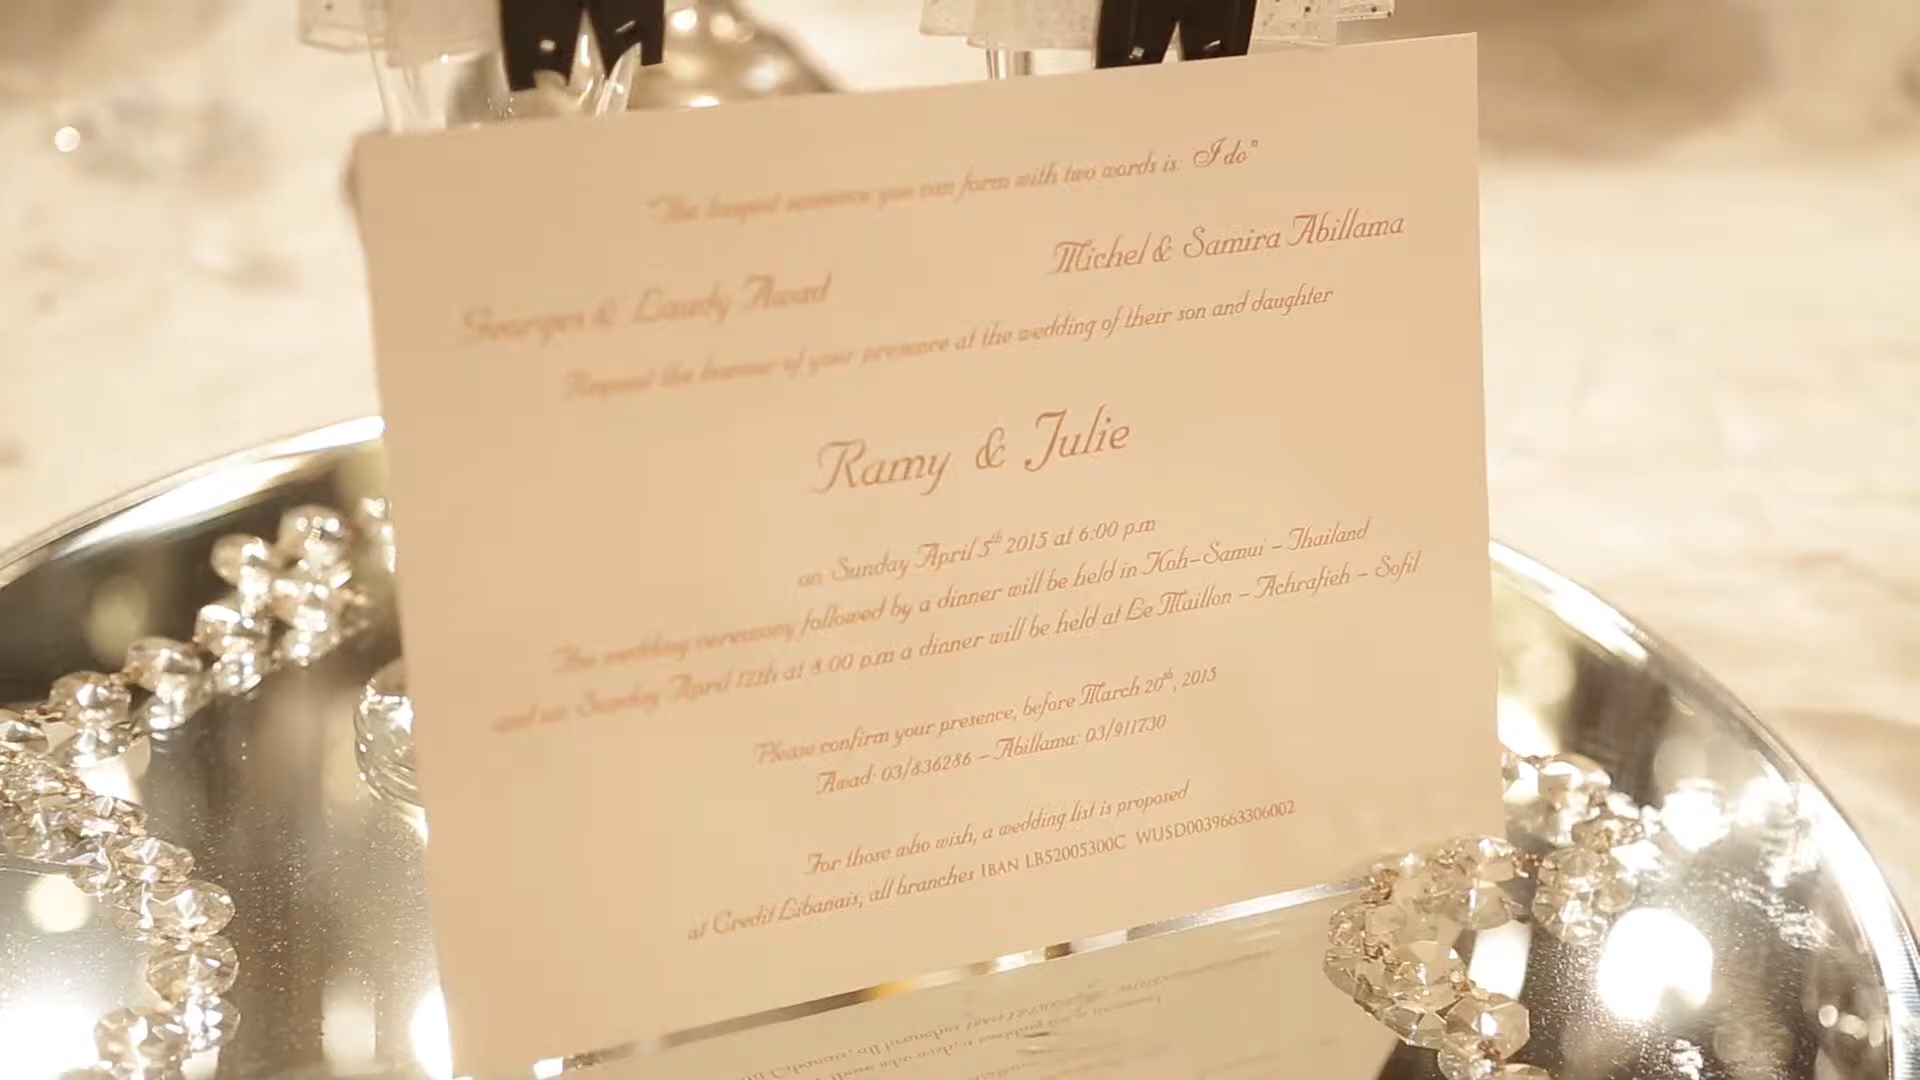 "The longest sentence you can form with two words is: "I do"
Michel & Samira Abillama
Georges & Laudy Awad
Request the honour of your presence at the wedding of their son and daughter
Ramy & Julie
on Sunday April 5th 2015 at 6:00 p.m
The wedding ceremony followed by a dinner will be held in Koh-Samui - Thailand
and on Sunday April 12th at 8:00 p.m a dinner will be held at Le Maillon - Achrafieh - Sofil
Please confirm your presence, before March 20th, 2015
Awad: 03/836286 - Abillama: 03/911730
For those who wish, a wedding list is proposed
at Credit Libanais, all branches IBAN LB52005300C WUSD0039663306002